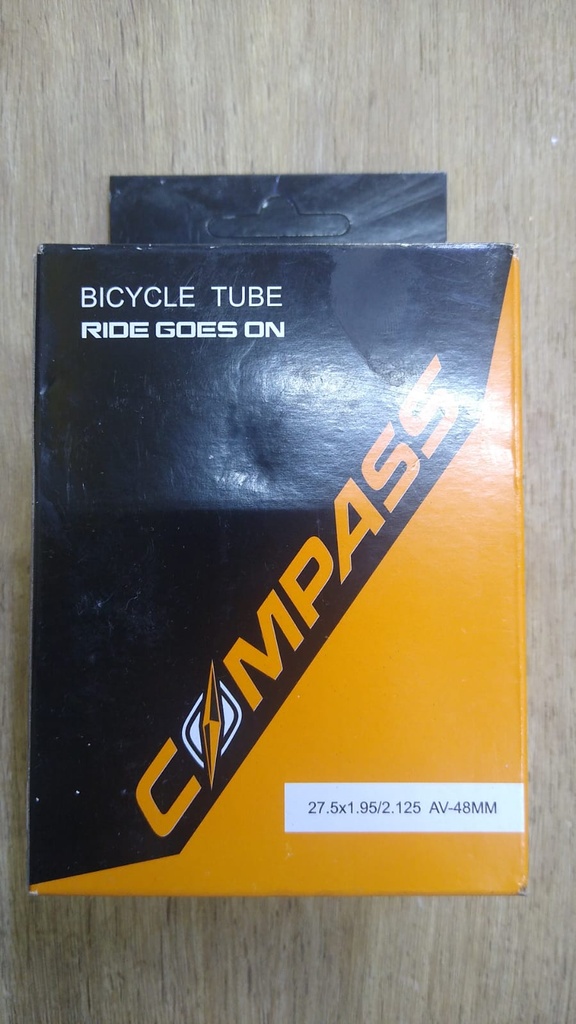 BICYCLE TUBE
RIDE GOES ON
COMPASS
27.5x1.95/2.125 AV-48MM